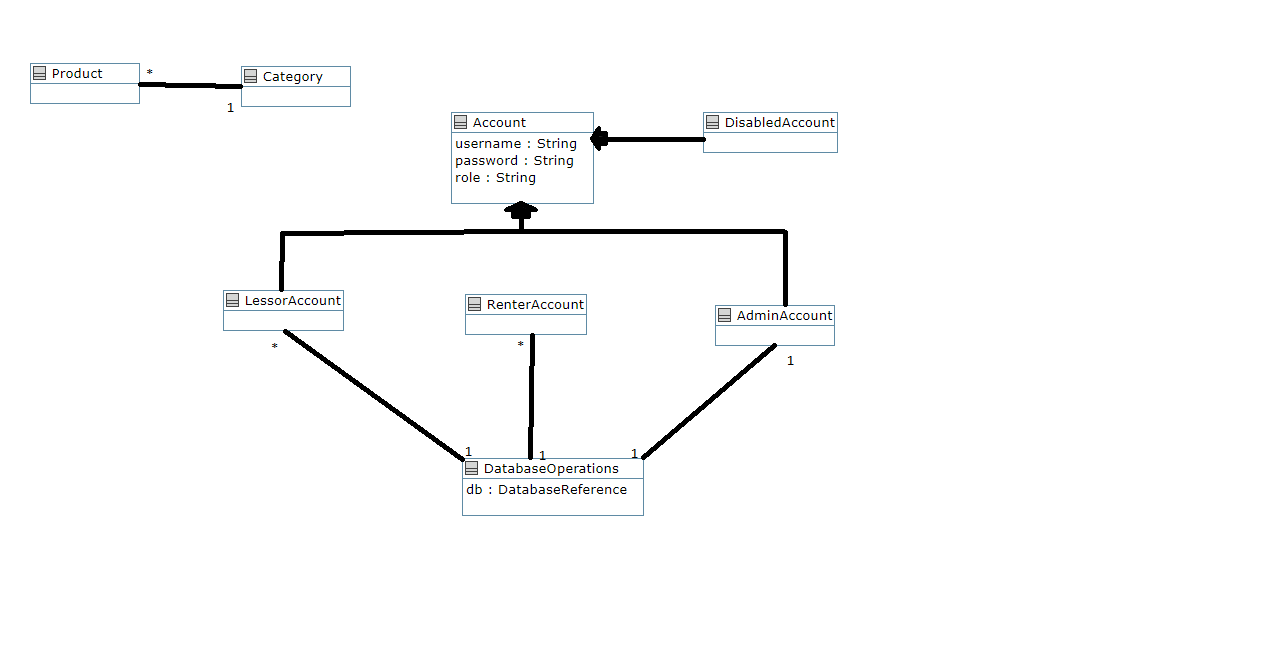 Product
*
Category
1
Account
username : String
password : String
role : String
DisabledAccount
LessorAccount
RenterAccount
AdminAccount
*
*
1
1
1
1
DatabaseOperations
db : DatabaseReference